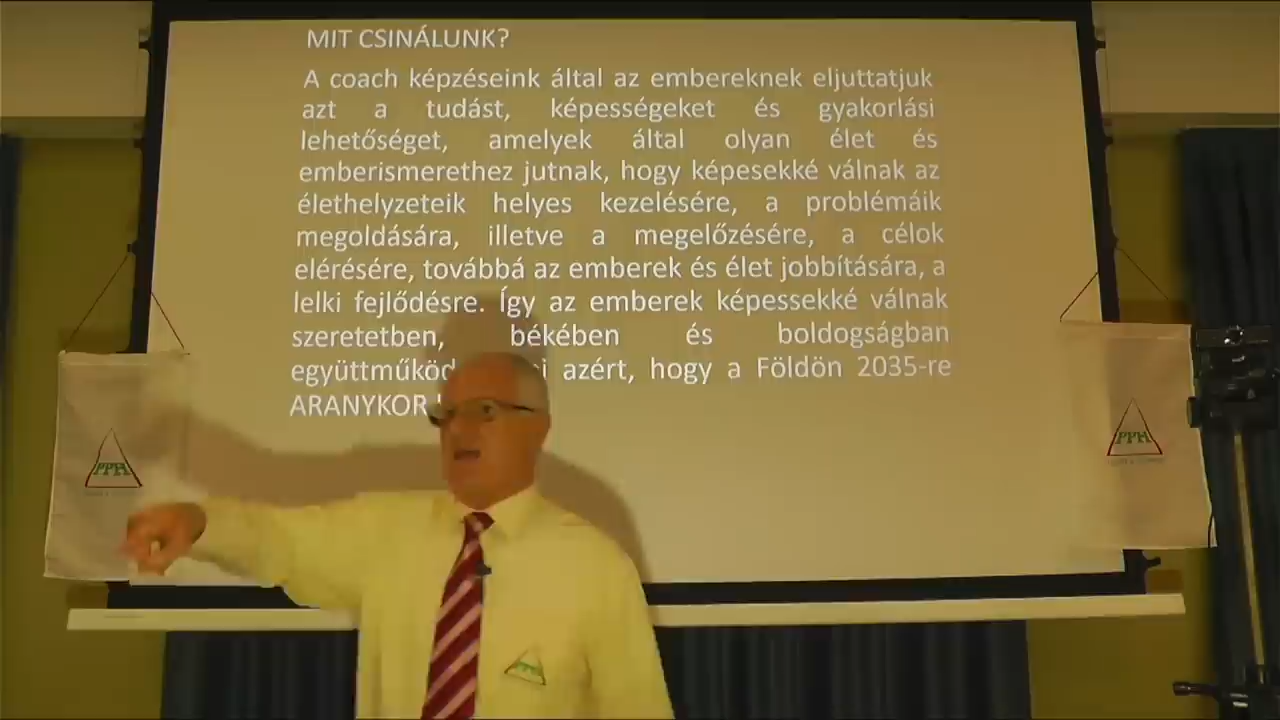 MIT CSINÁLUNK?
A coach képzéseink által az embereknek eljuttatjuk
azt a tudást, képességeket és gyakorlási
lehetőséget, amelyek által olyan élet és
emberismerethez jutnak, hogy képesekké válnak az
élethelyzeteik helyes kezelésére, a problémáik
megoldására, illetve a megelőzésére, a célok
elérésére, továbbá az emberek és élet jobbítására, a
lelki fejlődésre. Így az emberek képessekké válnak
szeretetben, békében és boldogságban
azért, hogy a Földön 2035-re
ARANYKOR
PPH
PPH
PPH